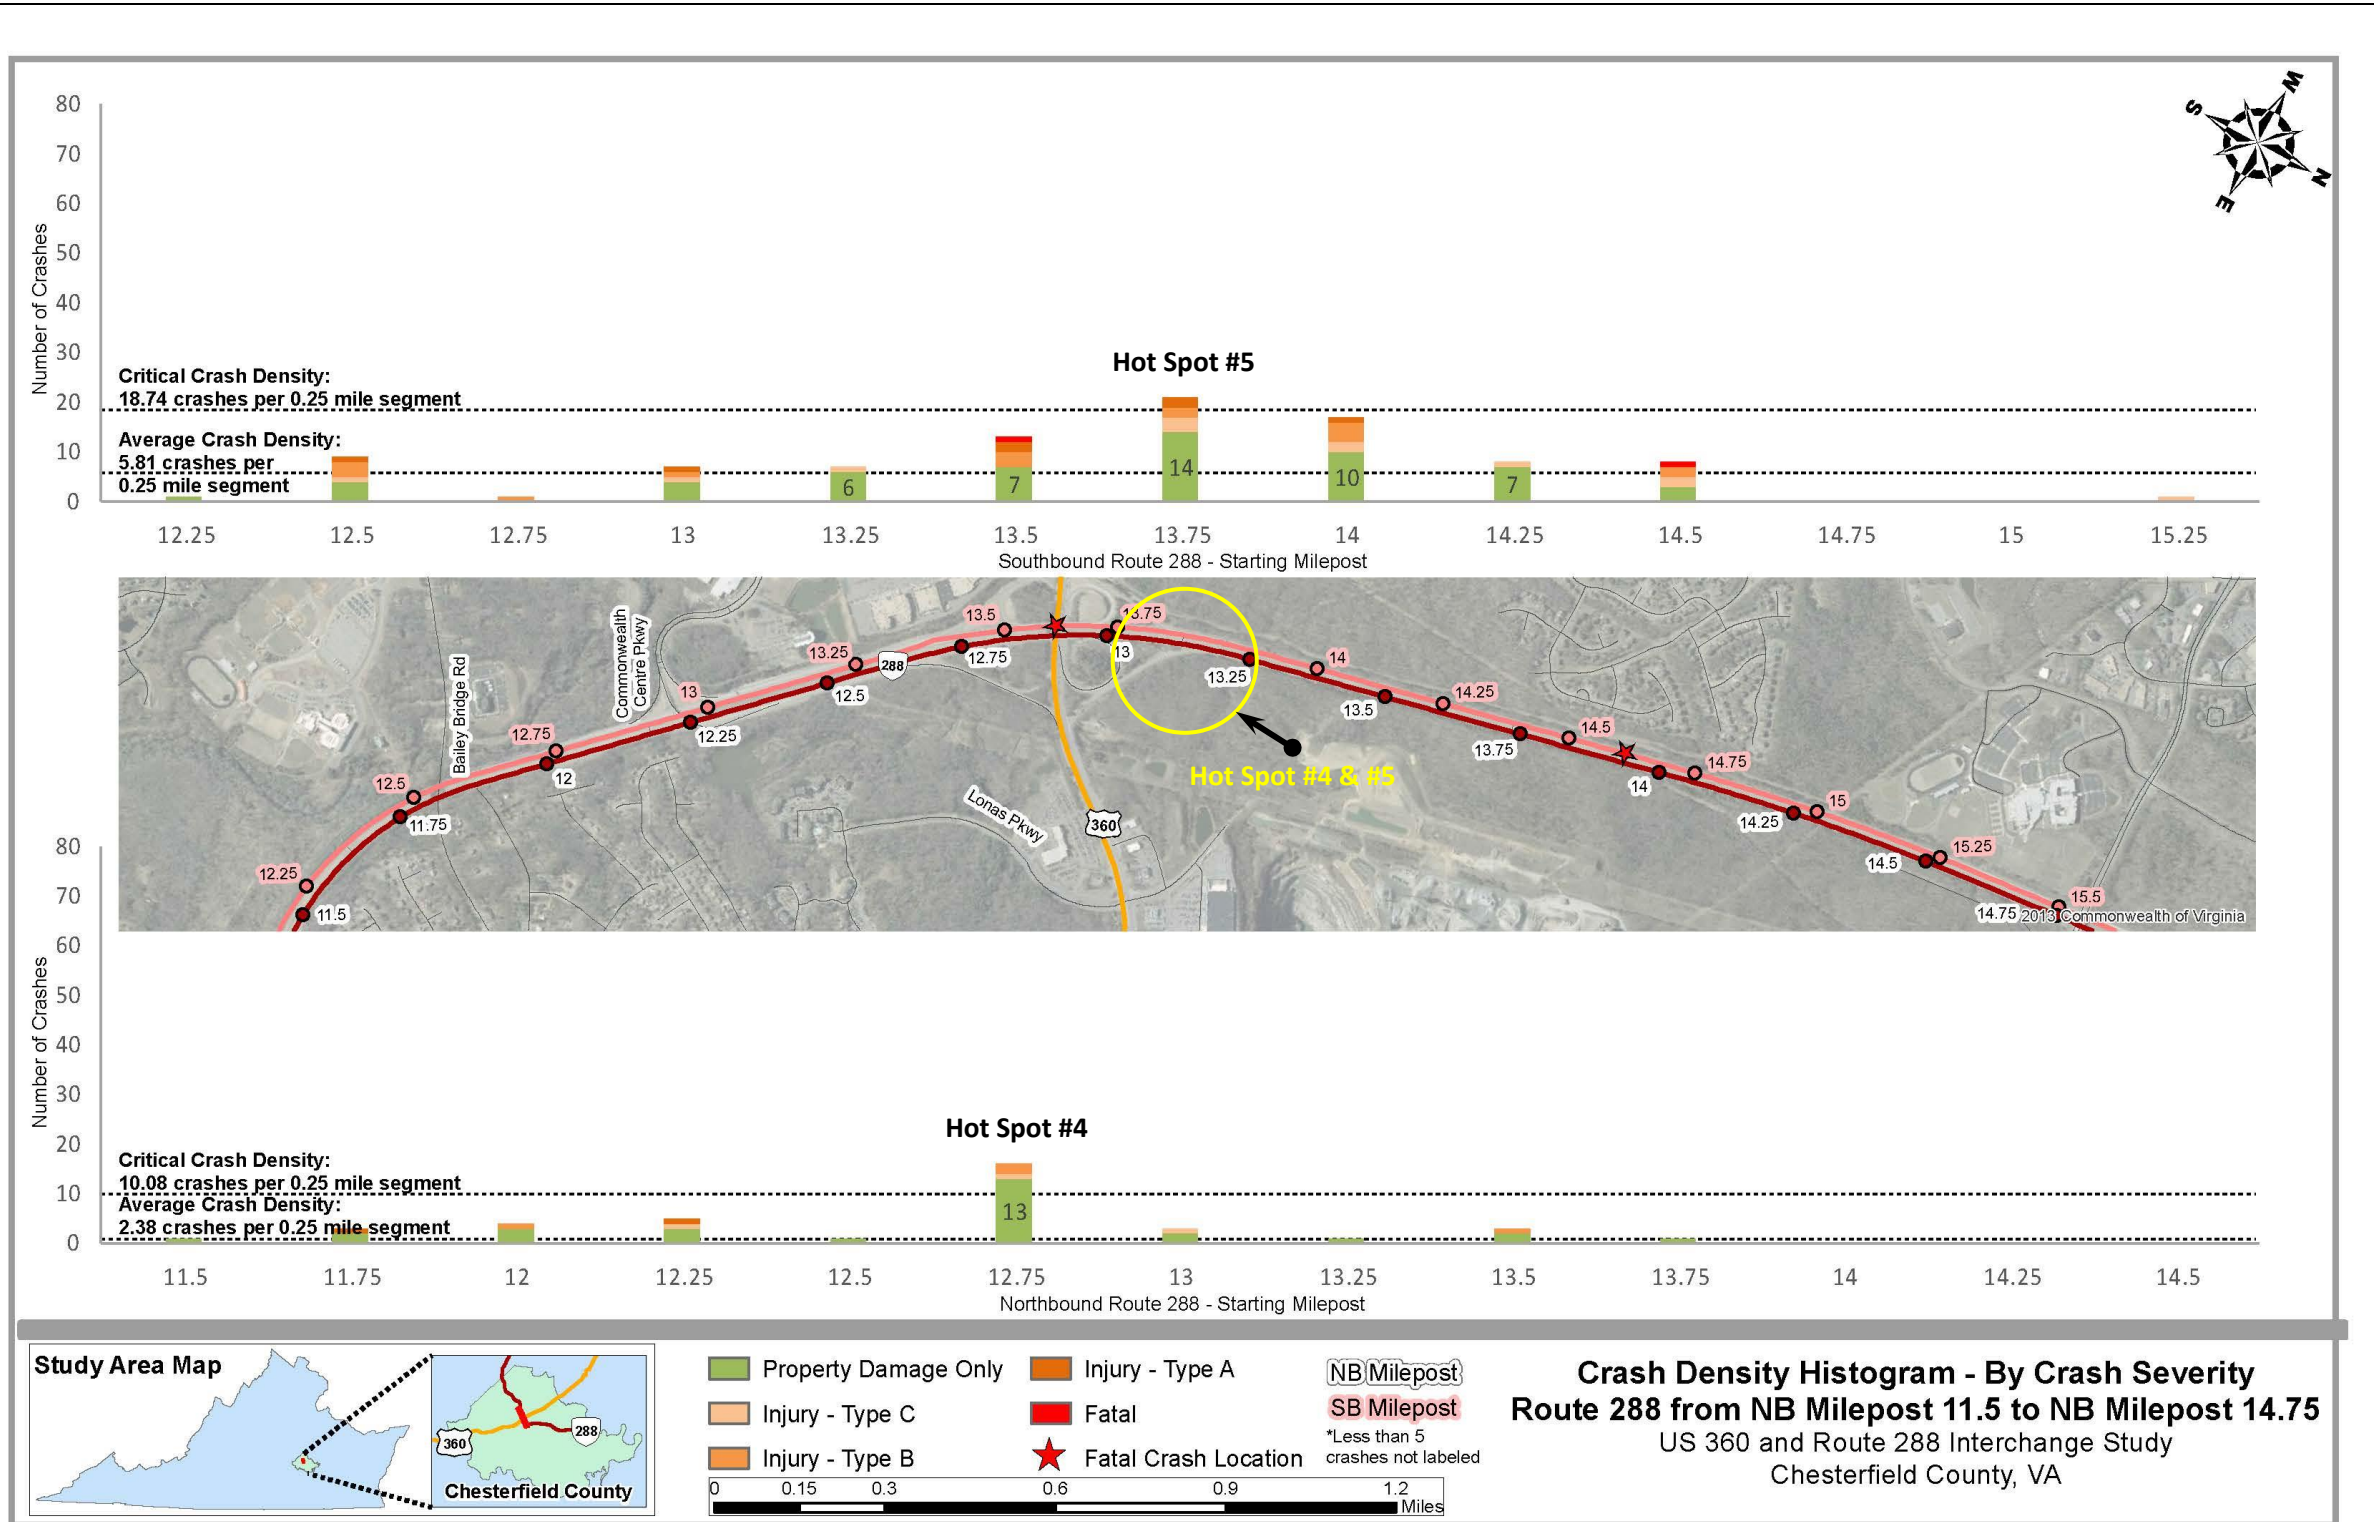 W
S
N
E
80
70
60
50
40
30
20
10
0
Number of Crashes
Hot Spot #5
Critical Crash Density:
18.74 crashes per 0.25 mile segment
Average Crash Density:
5.81 crashes per
0.25 mile segment
6
7
14
10
7
12.25 12.5 12.75 13 13.25 13.5 13.75 14 14.25 14.5 14.75 15 15.25
Southbound Route 288 - Starting Milepost
12.25
12.5
12.75
13
13.25
13.5
13.75
14
14.25
14.5
14.75
15
15.25
15.5
11.5
11.75
12
12.25
12.5
12.75
13
13.25
13.5
13.75
14
14.25
14.5
14.75
Bailey Bridge Rd
Commonwealth
Centre Pkwy
288
360
Lonas Pkwy
Hot Spot #4 & #5
2013 Commonwealth of Virginia
80
70
60
50
40
30
20
10
0
Number of Crashes
Hot Spot #4
Critical Crash Density:
10.08 crashes per 0.25 mile segment
Average Crash Density:
2.38 crashes per 0.25 mile segment
13
11.5 11.75 12 12.25 12.5 12.75 13 13.25 13.5 13.75 14 14.25 14.5
Northbound Route 288 - Starting Milepost
Study Area Map
360
288
Chesterfield County
Property Damage Only
Injury - Type C
Injury - Type B
Injury - Type A
Fatal
Fatal Crash Location
NB Milepost
SB Milepost
*Less than 5
crashes not labeled
0 0.15 0.3 0.6 0.9 1.2
Miles
Crash Density Histogram - By Crash Severity
Route 288 from NB Milepost 11.5 to NB Milepost 14.75
US 360 and Route 288 Interchange Study
Chesterfield County, VA